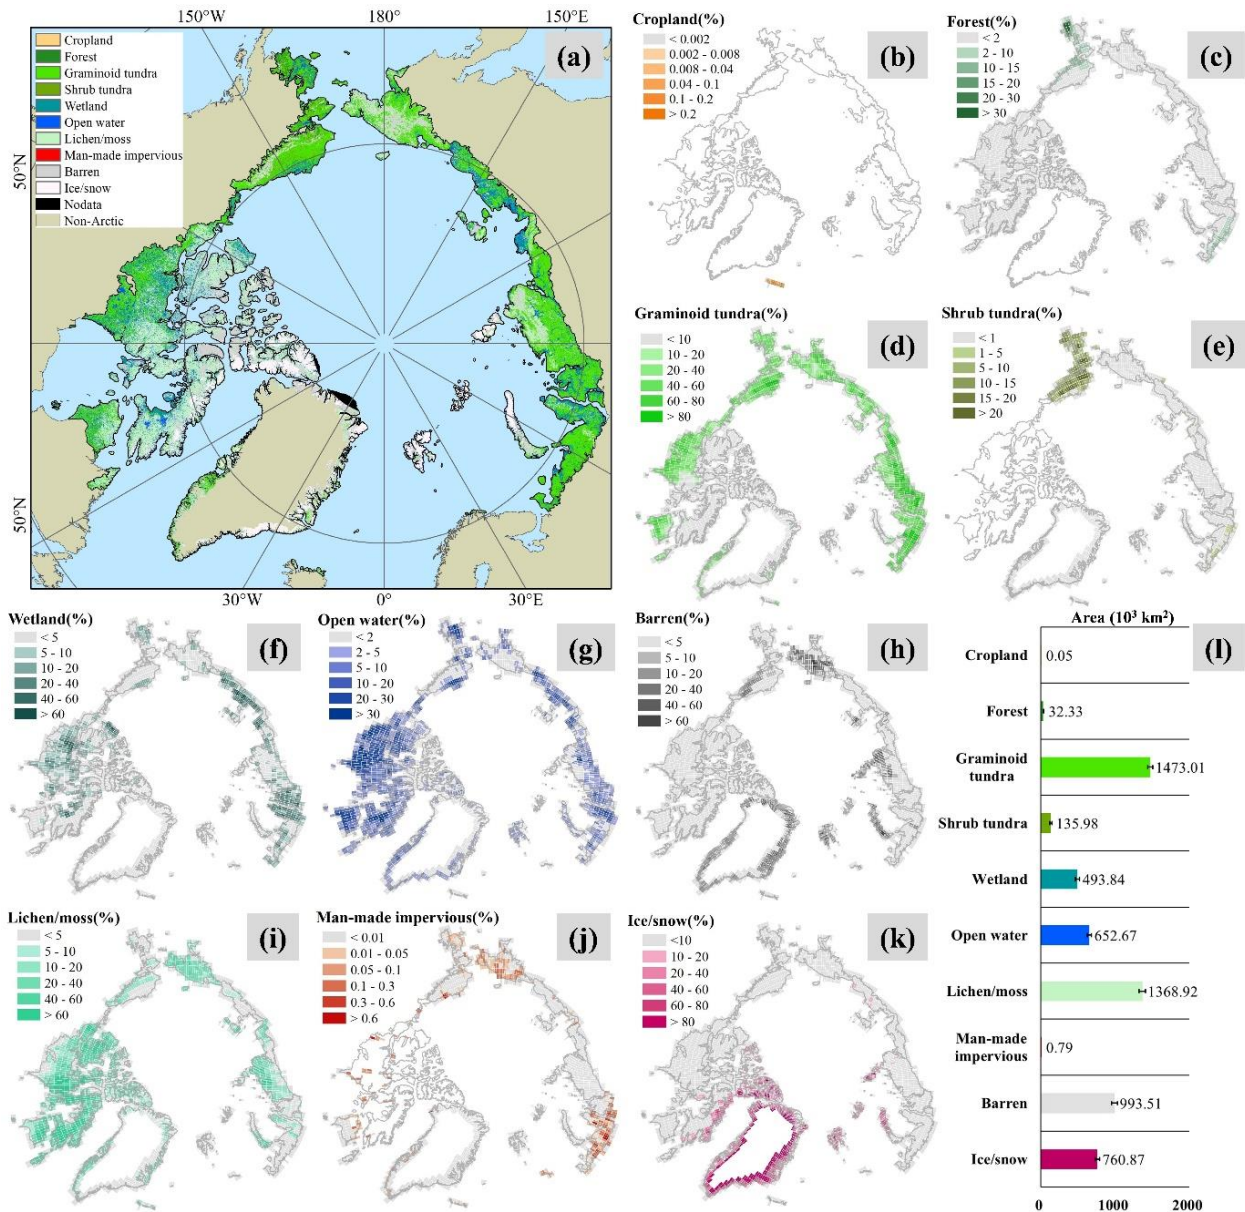 150°W
180°
150°E
Cropland
Forest
Graminoid tundra
Shrub tundra
Wetland
Open water
Lichen/moss
Man-made impervious
Barren
Ice/snow
Nodata
Non-Arctic
(a)
50°N
50°N
30°W
0°
30°E
Cropland(%)
< 0.002
0.002 - 0.008
0.008 - 0.04
0.04 - 0.1
0.1 - 0.2
> 0.2
(b)
Forest(%)
< 2
2 - 10
10 - 15
15 - 20
20 - 30
> 30
(c)
Graminoid tundra(%)
< 10
10 - 20
20 - 40
40 - 60
60 - 80
> 80
(d)
Shrub tundra(%)
< 1
1 - 5
5 - 10
10 - 15
15 - 20
> 20
(e)
Wetland(%)
< 5
5 - 10
10 - 20
20 - 40
40 - 60
> 60
(f)
Open water(%)
< 2
2 - 5
5 - 10
10 - 20
20 - 30
> 30
(g)
Barren(%)
< 5
5 - 10
10 - 20
20 - 40
40 - 60
> 60
(h)
Lichen/moss(%)
< 5
5 - 10
10 - 20
20 - 40
40 - 60
> 60
(i)
Man-made impervious(%)
< 0.01
0.01 - 0.05
0.05 - 0.1
0.1 - 0.3
0.3 - 0.6
> 0.6
(j)
Ice/snow(%)
<10
10 - 20
20 - 40
40 - 60
60 - 80
> 80
(k)
Area (10³ km²)
(l)
Cropland 0.05
Forest 32.33
Graminoid
tundra 1473.01
Shrub tundra 135.98
Wetland 493.84
Open water 652.67
Lichen/moss 1368.92
Man-made
impervious 0.79
Barren 993.51
Ice/snow 760.87
0 1000 2000